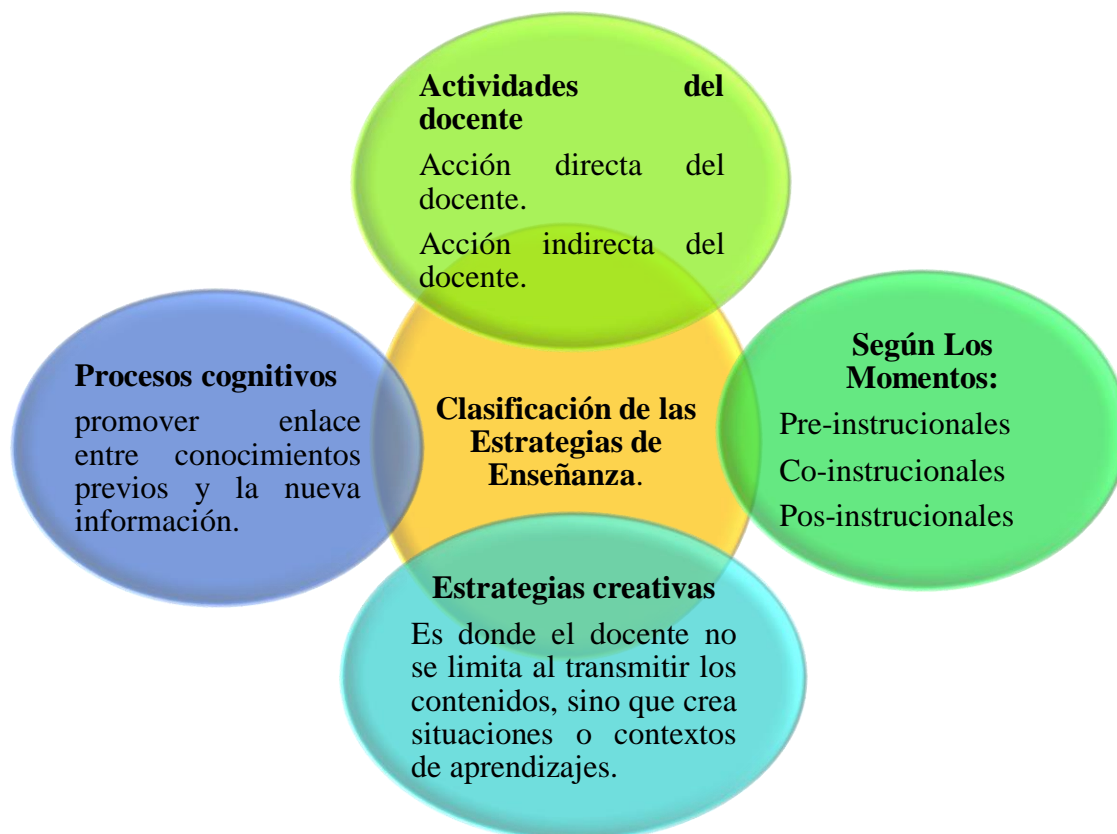 Actividades del
docente
Acción directa del
docente.
Acción indirecta del
docente.
Procesos cognitivos
promover enlace
entre conocimientos
previos y la nueva
información.
Clasificación de las
Estrategias de
Enseñanza.
Según Los
Momentos:
Pre-instrucionales
Co-instrucionales
Pos-instrucionales
Estrategias creativas
Es donde el docente no
se limita al transmitir los
contenidos, sino que crea
situaciones o contextos
de aprendizajes.